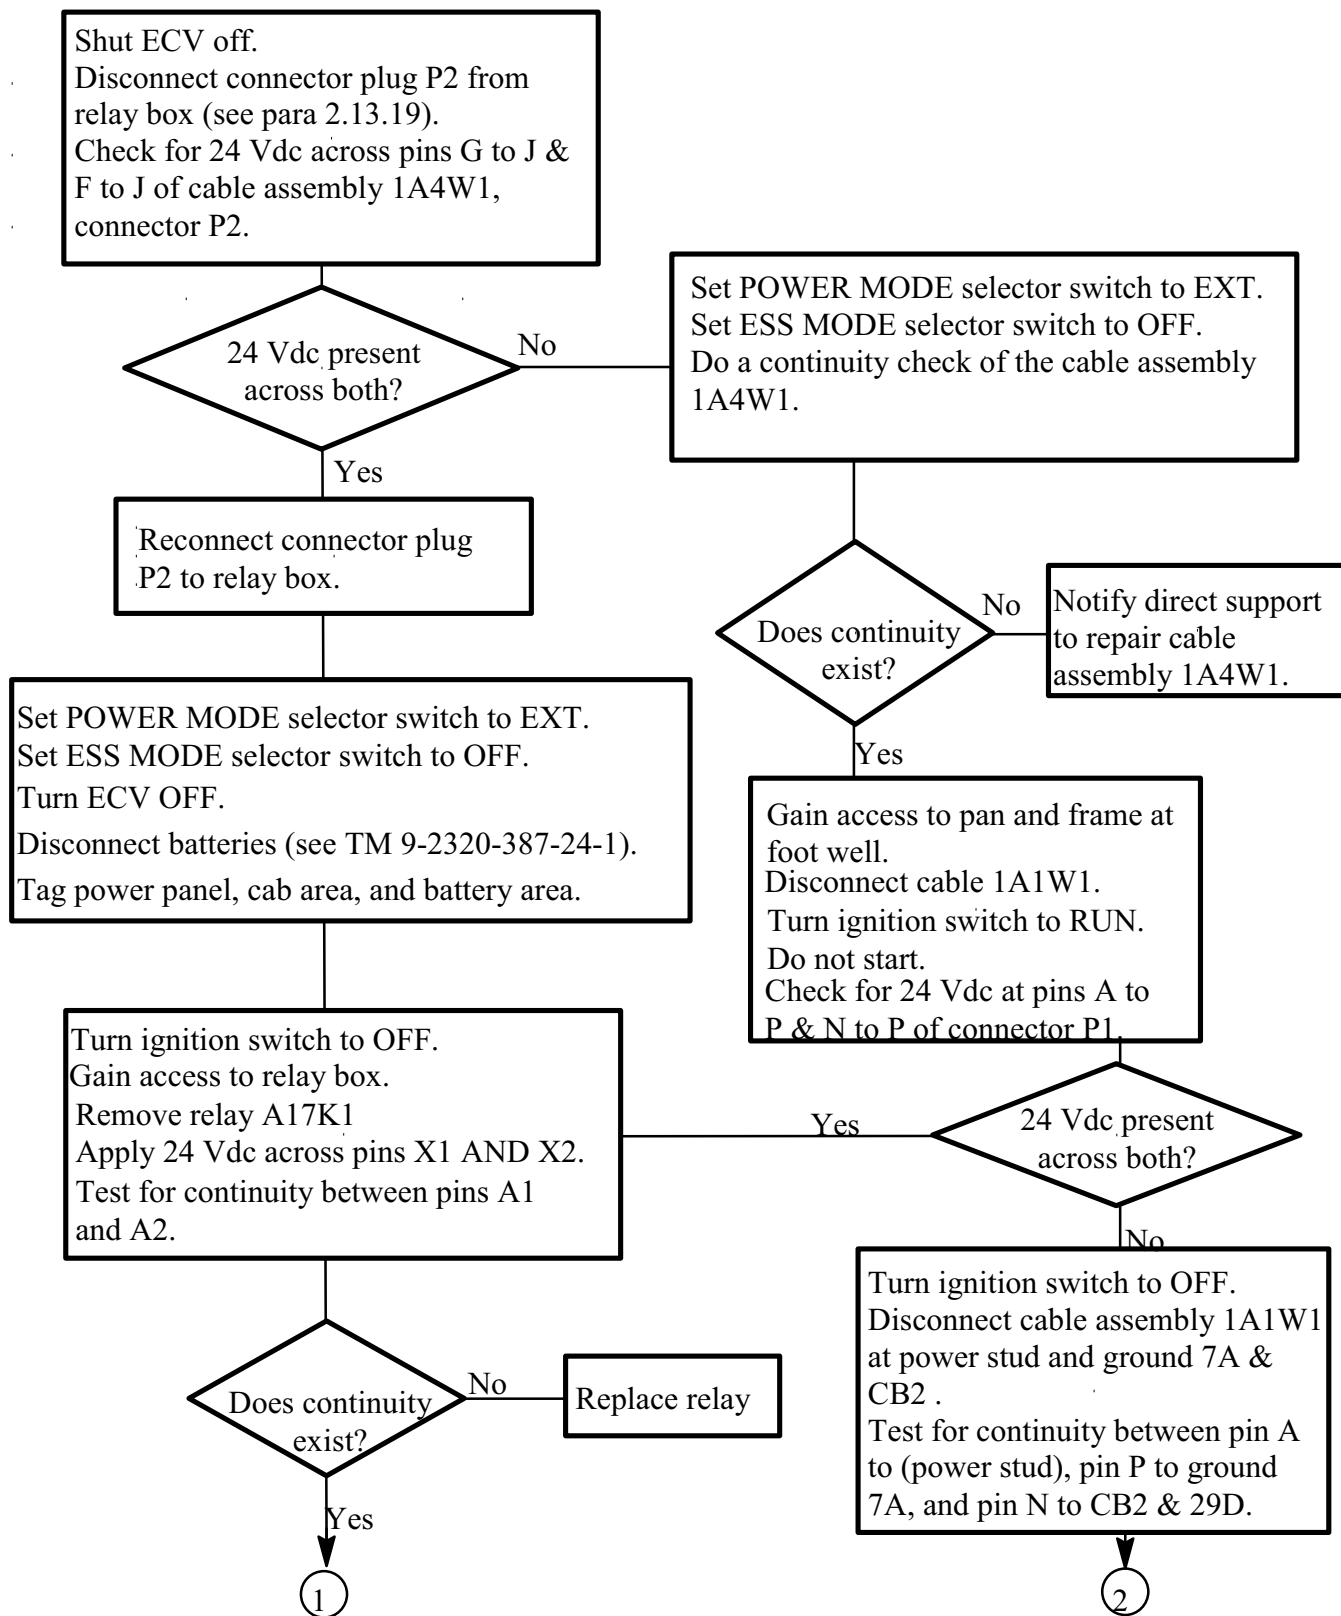 Shut ECV off.
Disconnect connector plug P2 from
relay box (see para 2.13.19).
Check for 24 Vdc across pins G to J &
F to J of cable assembly 1A4W1,
connector P2.
24 Vdc present
across both?
No
Set POWER MODE selector switch to EXT.
Set ESS MODE selector switch to OFF.
Do a continuity check of the cable assembly
1A4W1.
Yes
Reconnect connector plug
P2 to relay box.
Does continuity
exist?
No
Notify direct support
to repair cable
assembly 1A4W1.
Yes
Set POWER MODE selector switch to EXT.
Set ESS MODE selector switch to OFF.
Turn ECV OFF.
Disconnect batteries (see TM 9-2320-387-24-1).
Tag power panel, cab area, and battery area.
Gain access to pan and frame at
foot well.
Disconnect cable 1A1W1.
Turn ignition switch to RUN.
Do not start.
Check for 24 Vdc at pins A to
P & N to P of connector P1.
Turn ignition switch to OFF.
Gain access to relay box.
Remove relay A17K1
Apply 24 Vdc across pins X1 AND X2.
Test for continuity between pins A1
and A2.
Yes
24 Vdc present
across both?
No
Turn ignition switch to OFF.
Disconnect cable assembly 1A1W1
at power stud and ground 7A &
CB2 .
Test for continuity between pin A
to (power stud), pin P to ground
7A, and pin N to CB2 & 29D.
Does continuity
exist?
No
Replace relay
Yes
1
2